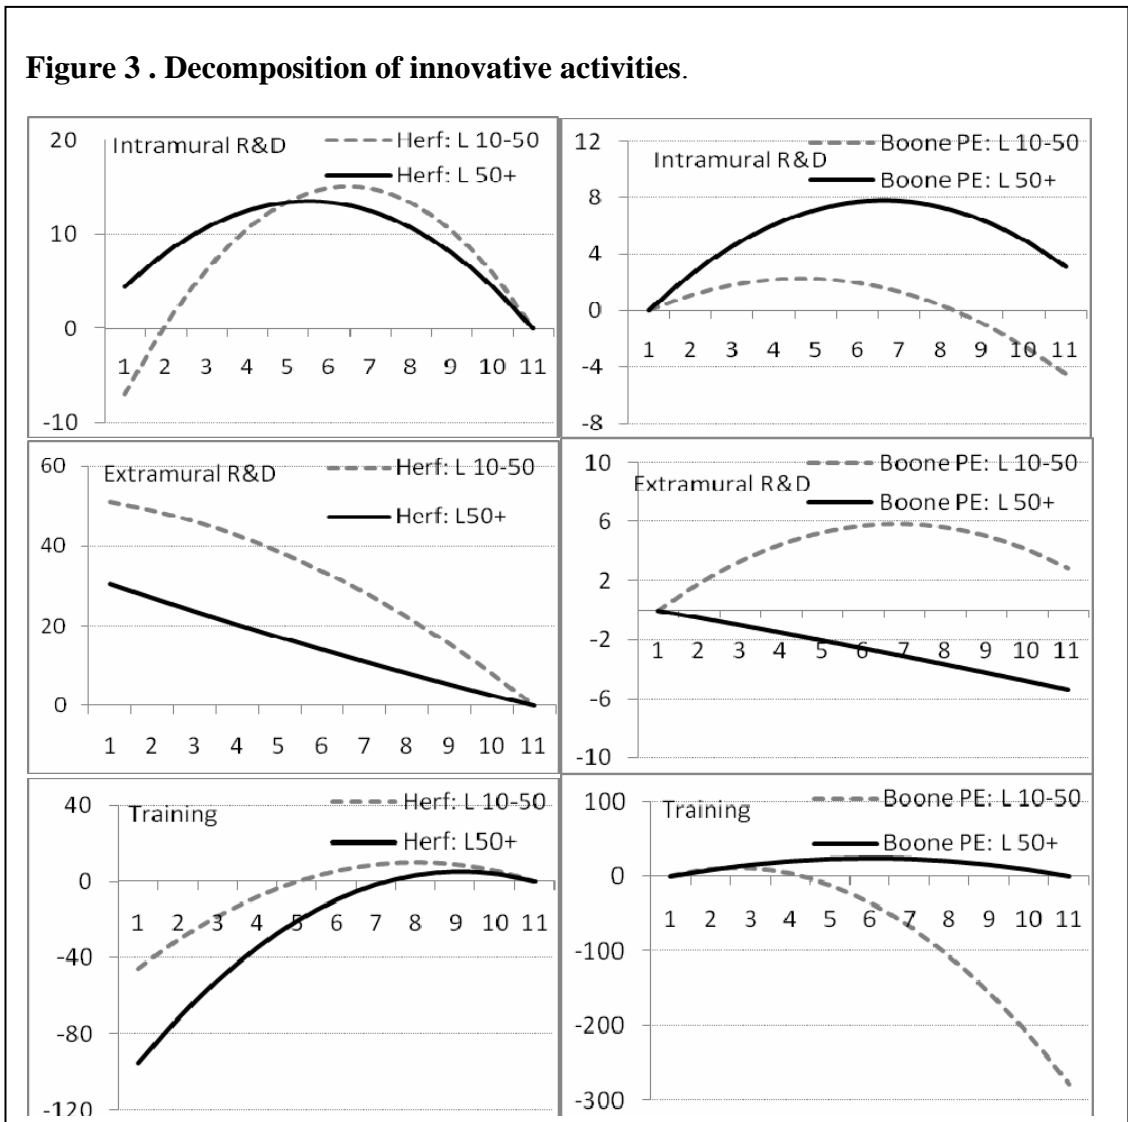 Figure 3 . Decomposition of innovative activities.
20
Intramural R&D
Herf: L 10-50
Herf: L 50+
10
0
1 2 3 4 5 6 7 8 9 10 11
-10
12
Intramural R&D
Boone PE: L 10-50
Boone PE: L 50+
8
4
0
1 2 3 4 5 6 7 8 9 10 11
-4
-8
60
Extramural R&D
Herf: L 10-50
Herf: L50+
40
20
0
1 2 3 4 5 6 7 8 9 10 11
10
Extramural R&D
Boone PE: L 10-50
Boone PE: L 50+
6
2
-2
1 2 3 4 5 6 7 8 9 10 11
-6
-10
40
Training
Herf: L 10-50
Herf: L50+
0
1 2 3 4 5 6 7 8 9 10 11
-40
-80
-120
100
Training
Boone PE: L 10-50
Boone PE: L 50+
0
1 2 3 4 5 6 7 8 9 10 11
-100
-200
-300